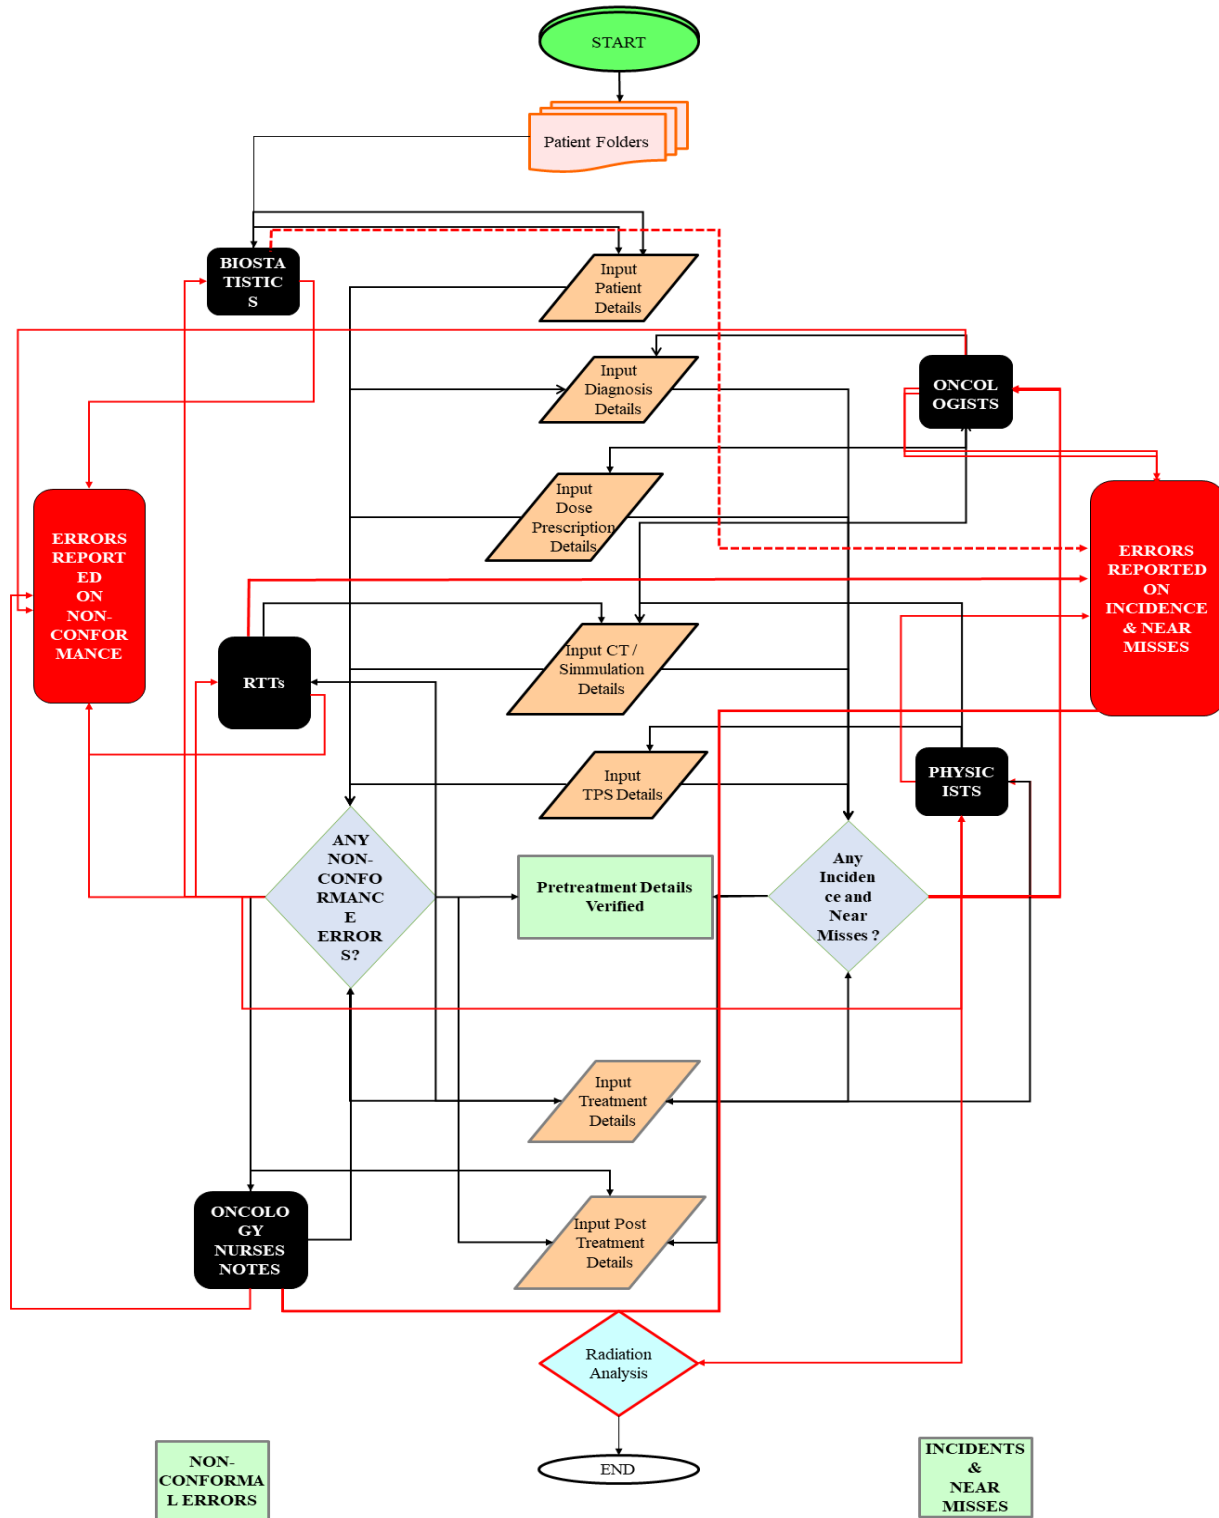 START
Patient Folders
BIOSTA
TISTIC
S
Input
Patient
Details
Input
Diagnosis
Details
ONCOL
OGISTS
Input
Dose
Prescription
Details
ERRORS
REPORT
ED
ON
NON-
CONFOR
MANCE
ERRORS
REPORTED
ON
INCIDENCE
& NEAR
MISSES
RTTs
Input CT /
Simmulation
Details
Input
TPS Details
PHYSIC
ISTS
ANY
NON-
CONFO
RMANC
E
ERROR
S?
Pretreatment Details
Verified
Any
Inciden
ce and
Near
Misses ?
Input
Treatment
Details
ONCOLO
GY
NURSES
NOTES
Input Post
Treatment
Details
Radiation
Analysis
END
NON-
CONFORMA
L ERRORS
INCIDENTS
&
NEAR
MISSES